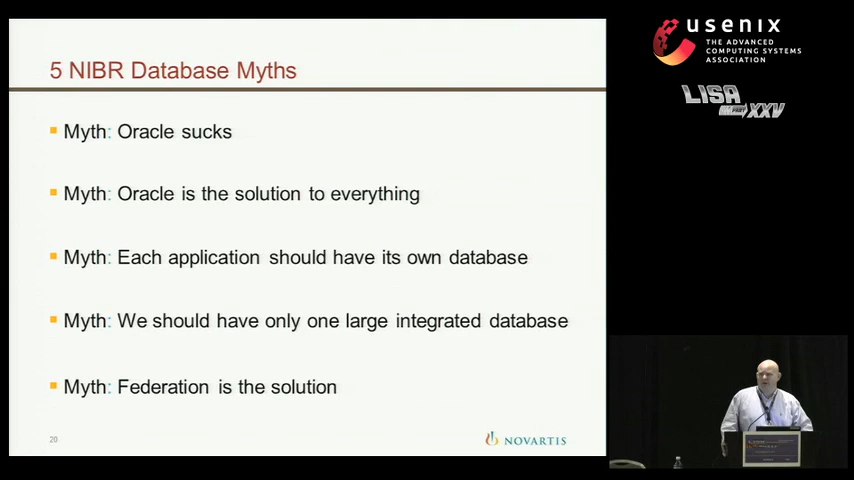 5 NIBR Database Myths
Myth: Oracle sucks
Myth: Oracle is the solution to everything
Myth: Each application should have its own database
Myth: We should have only one large integrated database
Myth: Federation is the solution
20
NOVARTIS
usenix
THE ADVANCED
COMPUTING SYSTEMS
ASSOCIATION
LISA
XXV